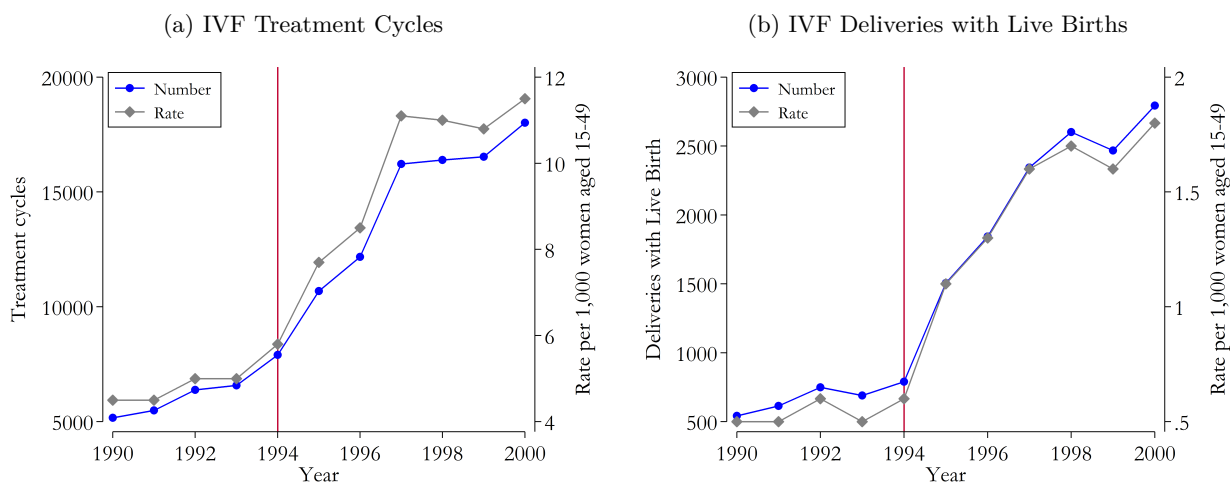 (a) IVF Treatment Cycles
Number
Rate
Treatment cycles
20000
15000
10000
5000
12
10
8
6
4
Rate per 1,000 women aged 15-49
1990 1992 1994 1996 1998 2000
Year
(b) IVF Deliveries with Live Births
Number
Rate
Deliveries with Live Birth
3000
2500
2000
1500
1000
500
2
1.5
1
.5
Rate per 1,000 women aged 15-49
1990 1992 1994 1996 1998 2000
Year